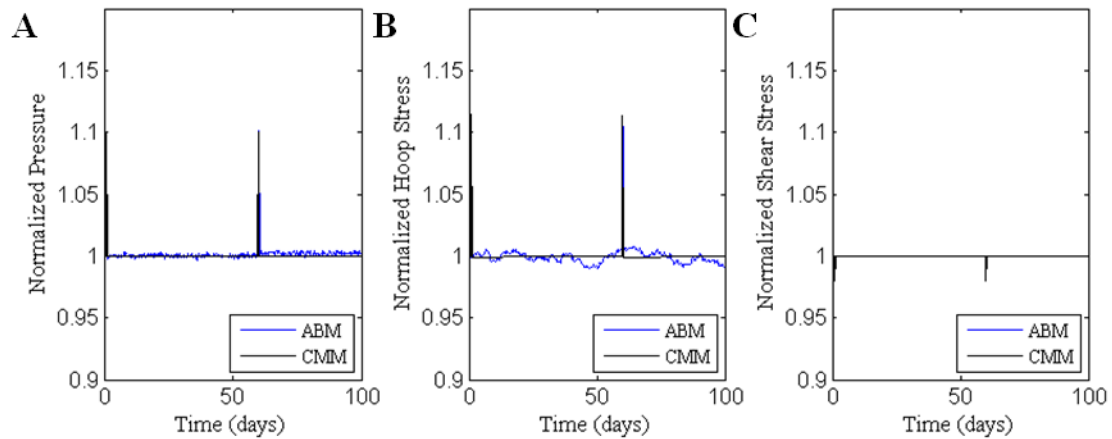 A
Normalized Pressure
1.15
1.1
1.05
1
0.95
0.9
0
50
100
Time (days)
ABM
CMM
B
Normalized Hoop Stress
1.15
1.1
1.05
1
0.95
0.9
0
50
100
Time (days)
ABM
CMM
C
Normalized Shear Stress
1.15
1.1
1.05
1
0.95
0.9
0
50
100
Time (days)
ABM
CMM